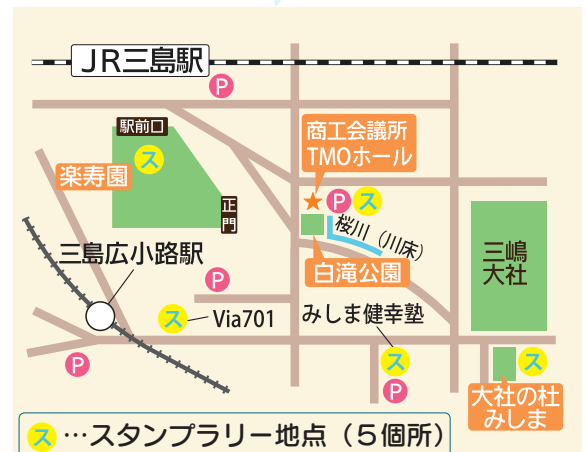 JR三島駅
P
駅前口
ス
楽寿園
正門
商工会議所
TMOホール
P
ス
桜川（川床）
白滝公園
三嶋
大社
三島広小路駅
P
ス
Via701
みしま健幸塾
P
ス
P
ス
大社の杜
みしま
ス…スタンプラリー地点（5個所）